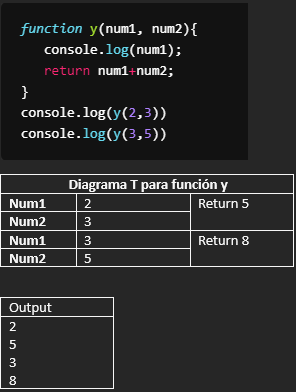 function y(num1, num2){
console.log(num1);
return num1+num2;
}
console.log(y(2,3))
console.log(y(3,5))
Diagrama T para función y
Num1 2 Return 5
Num2 3
Num1 3 Return 8
Num2 5
Output
2
5
3
8